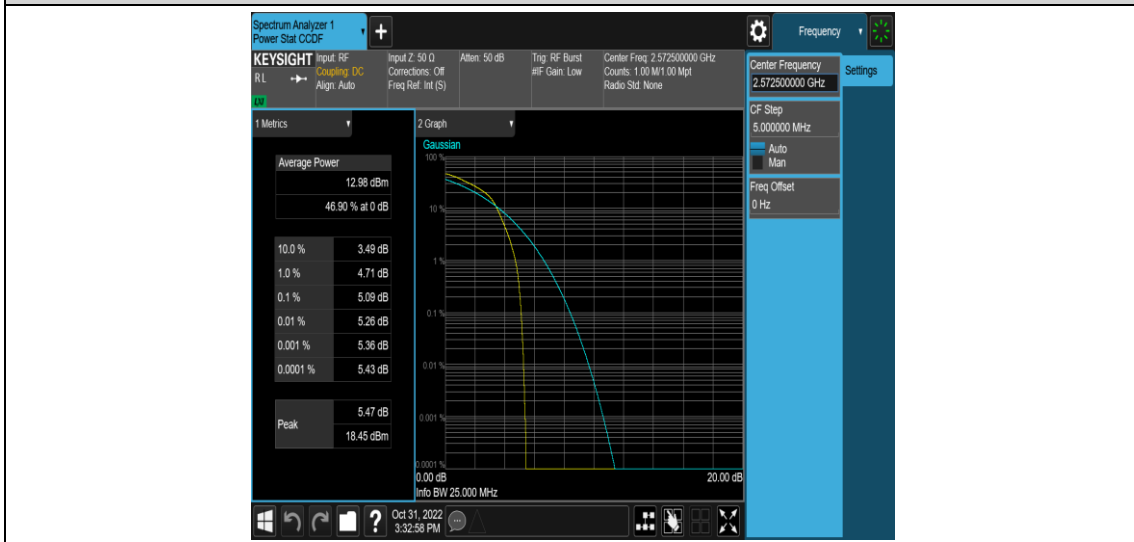 Spectrum Analyzer 1
Power Stat CCDF
+
Frequency
KEYSIGHT
RL
Input: RF
Coupling: DC
Align: Auto
Input Z: 50 Ω
Corrections: Off
Freq Ref: Int (S)
Atten: 50 dB
Trig: RF Burst
#IF Gain: Low
Center Freq: 2.572500000 GHz
Counts: 1.00 M/1.00 Mpt
Radio Std: None
Center Frequency
2.572500000 GHz
Settings
CF Step
5.000000 MHz
Auto
Man
Freq Offset
0 Hz
1 Metrics
Average Power
12.98 dBm
46.90 % at 0 dB
10.0 % 3.49 dB
1.0 % 4.71 dB
0.1 % 5.09 dB
0.01 % 5.26 dB
0.001 % 5.36 dB
0.0001 % 5.43 dB
Peak
5.47 dB
18.45 dBm
2 Graph
Gaussian
100 %
10 %
1 %
0.1 %
0.01 %
0.001 %
0.0001 %
0.00 dB
20.00 dB
Info BW 25.000 MHz
?
Oct 31, 2022
3:32:58 PM